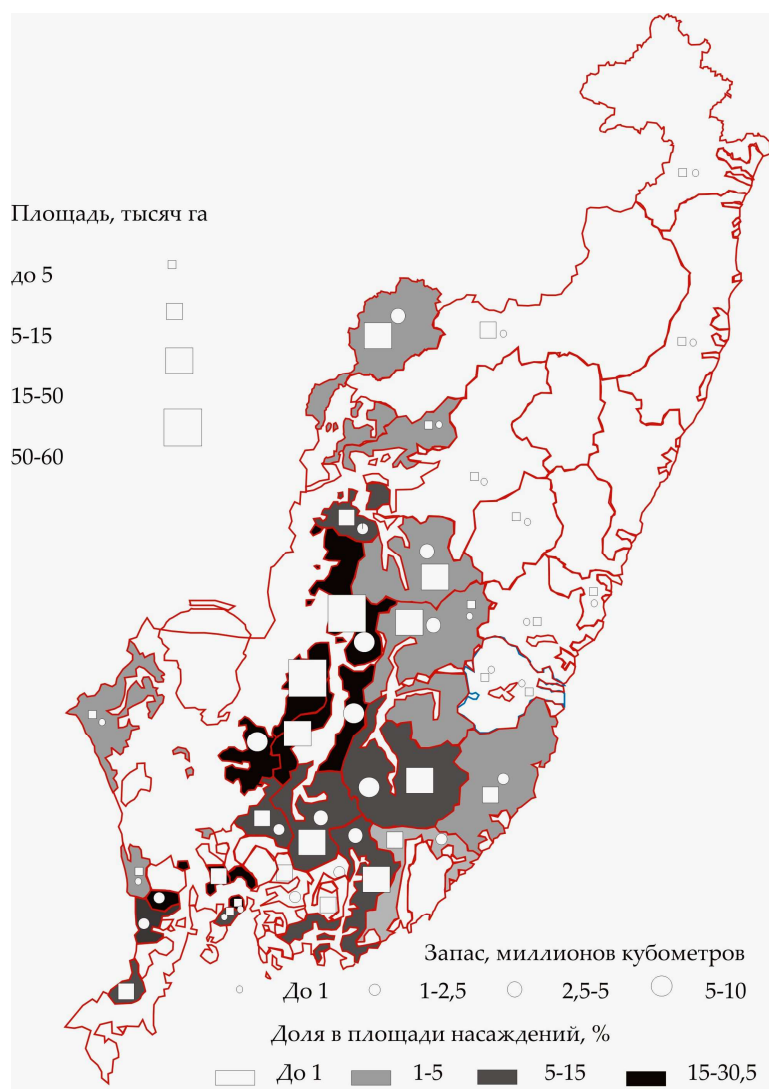 Площадь, тысяч га
до 5
5-15
15-50
50-60
Запас, миллионов кубометров
До 1
1-2,5
2,5-5
5-10
Доля в площади насаждений, %
До 1
1-5
5-15
15-30,5